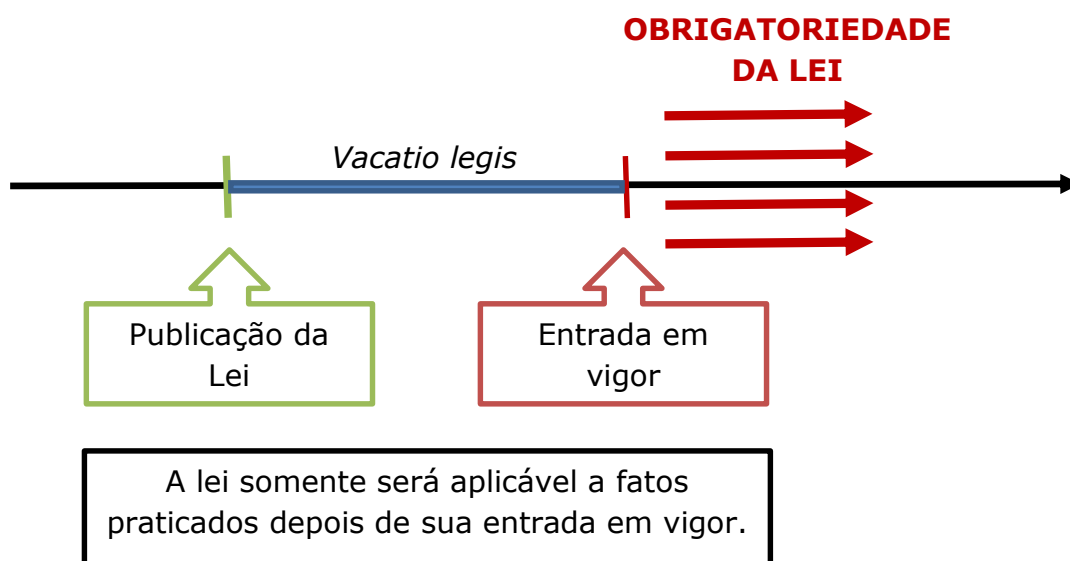 OBRIGATORIEDADE
DA LEI
Vacatio legis
Publicação da
Lei
Entrada em
vigor
A lei somente será aplicável a fatos
praticados depois de sua entrada em vigor.